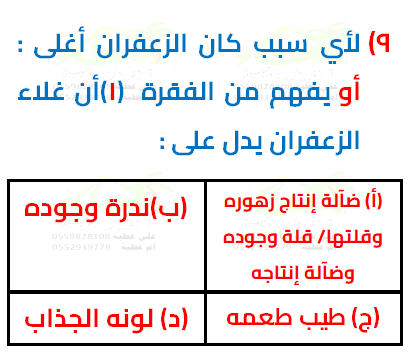 ٩) لأي سبب كان الزعفران أغلى :
أو يفهم من الفقرة (١) أن غلاء
الزعفران يدل على :
(أ) ضآلة إنتاج زهوره
وقلتها/ قلة وجوده
وضآلة إنتاجه
(ب)ندرة وجوده
(ج) طيب طعمه
(د) لونه الجذاب